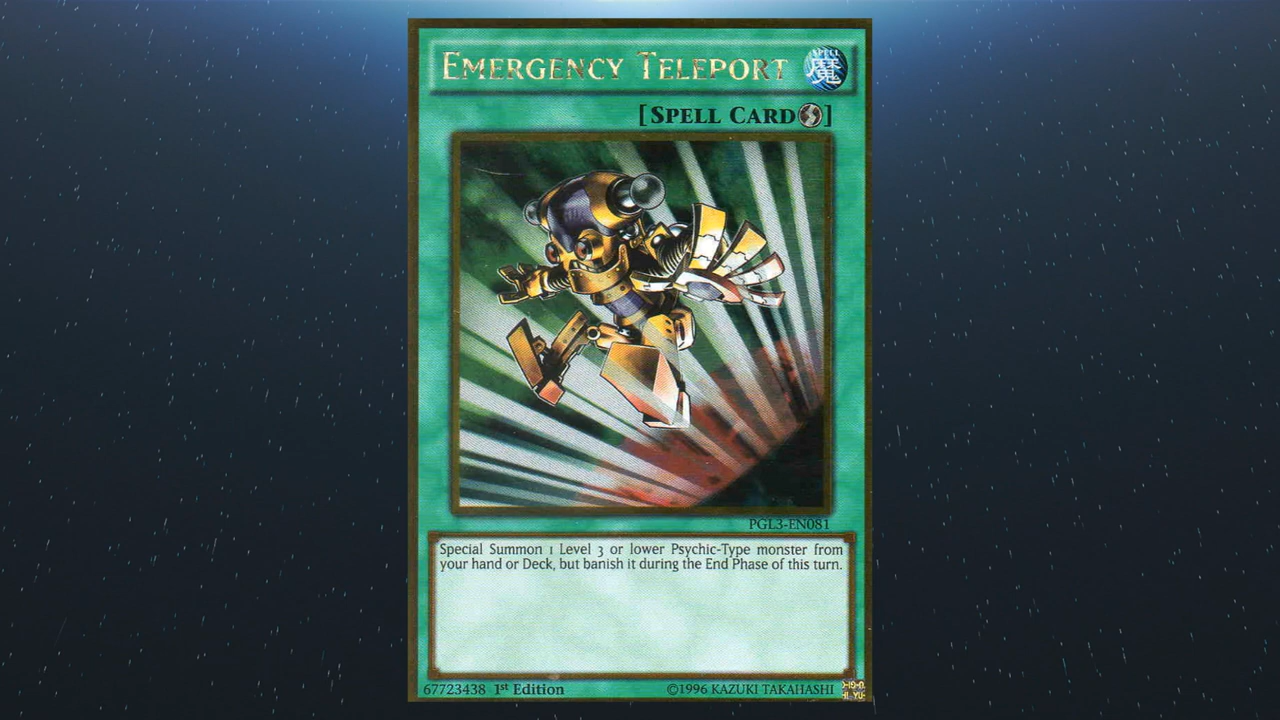 EMERGENCY TELEPORT
魔
[SPELL CARD]
PGL3-EN081
Special Summon 1 Level 3 or lower Psychic-Type monster from
your hand or Deck, but banish it during the End Phase of this turn.
67723438 1st Edition ©1996 KAZUKI TAKAHASHI